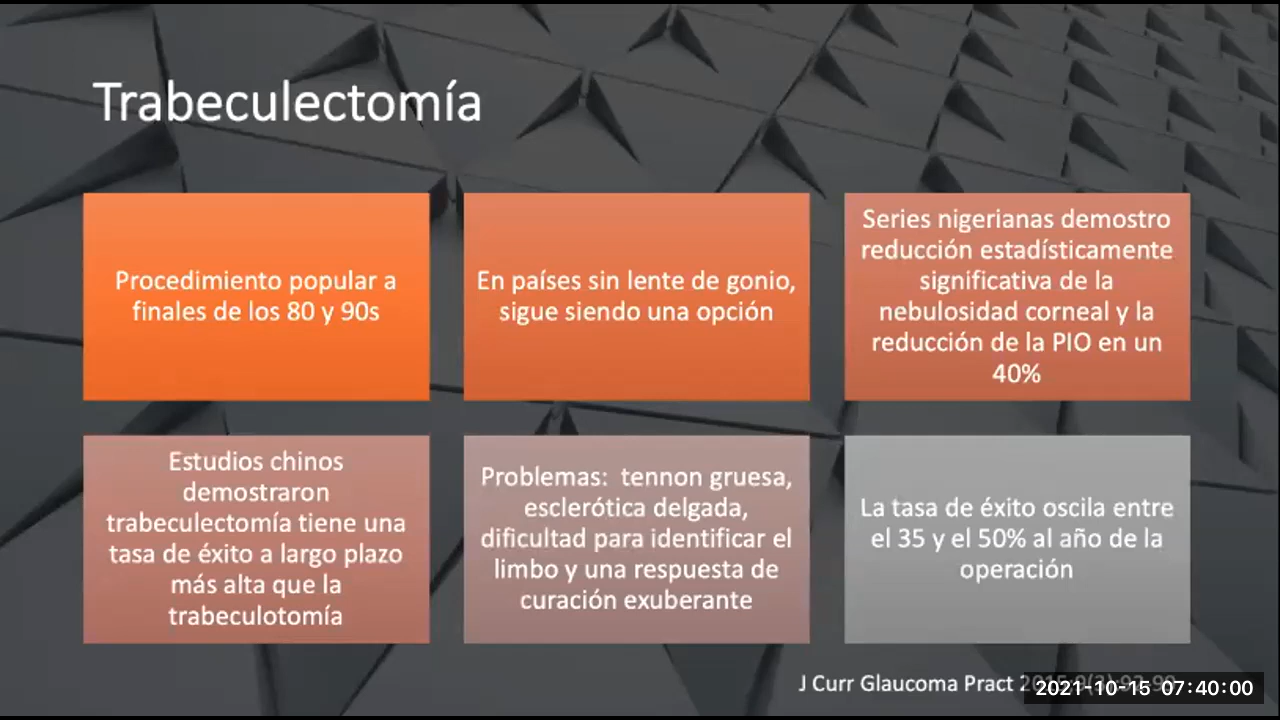 Trabeculectomía
Procedimiento popular a
finales de los 80 y 90s
En países sin lente de gonio,
sigue siendo una opción
Series nigerianas demostro
reducción estadísticamente
significativa de la
nebulosidad corneal y la
reducción de la PIO en un
40%
Estudios chinos
demostraron
trabeculectomía tiene una
tasa de éxito a largo plazo
más alta que la
trabeculotomía
Problemas:  tennon gruesa,
esclerótica delgada,
dificultad para identificar el
limbo y una respuesta de
curación exuberante
La tasa de éxito oscila entre
el 35 y el 50% al año de la
operación
J Curr Glaucoma Pract
2021-10-15 07:40:00